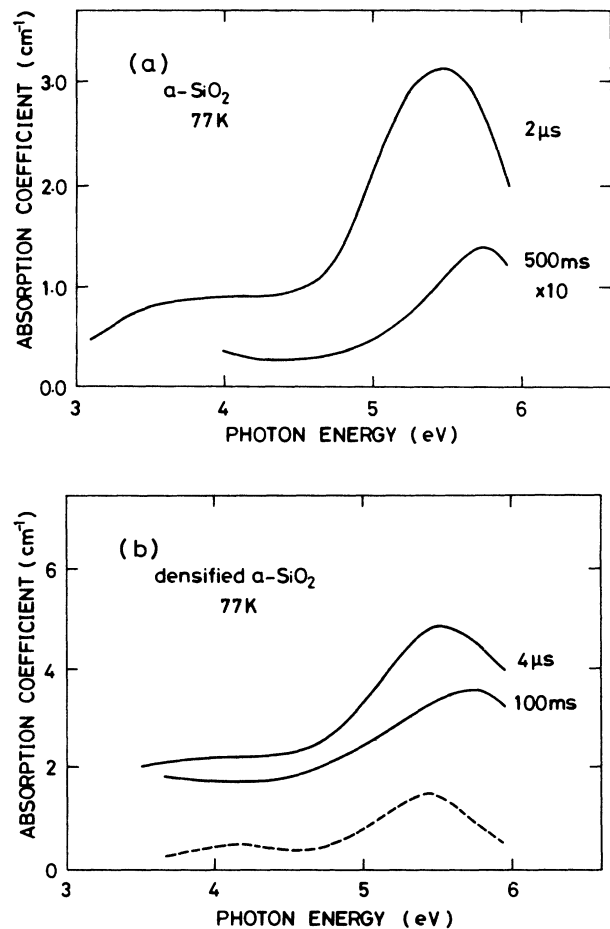 (a)
a-SiO₂
77K
3.0
2.0
1.0
0.0
2μs
500ms
x10
ABSORPTION COEFFICIENT (cm⁻¹)
3
4
5
6
PHOTON ENERGY (eV)
(b)
densified a-SiO₂
77K
6
4
2
0
4μs
100ms
ABSORPTION COEFFICIENT (cm⁻¹)
3
4
5
6
PHOTON ENERGY (eV)